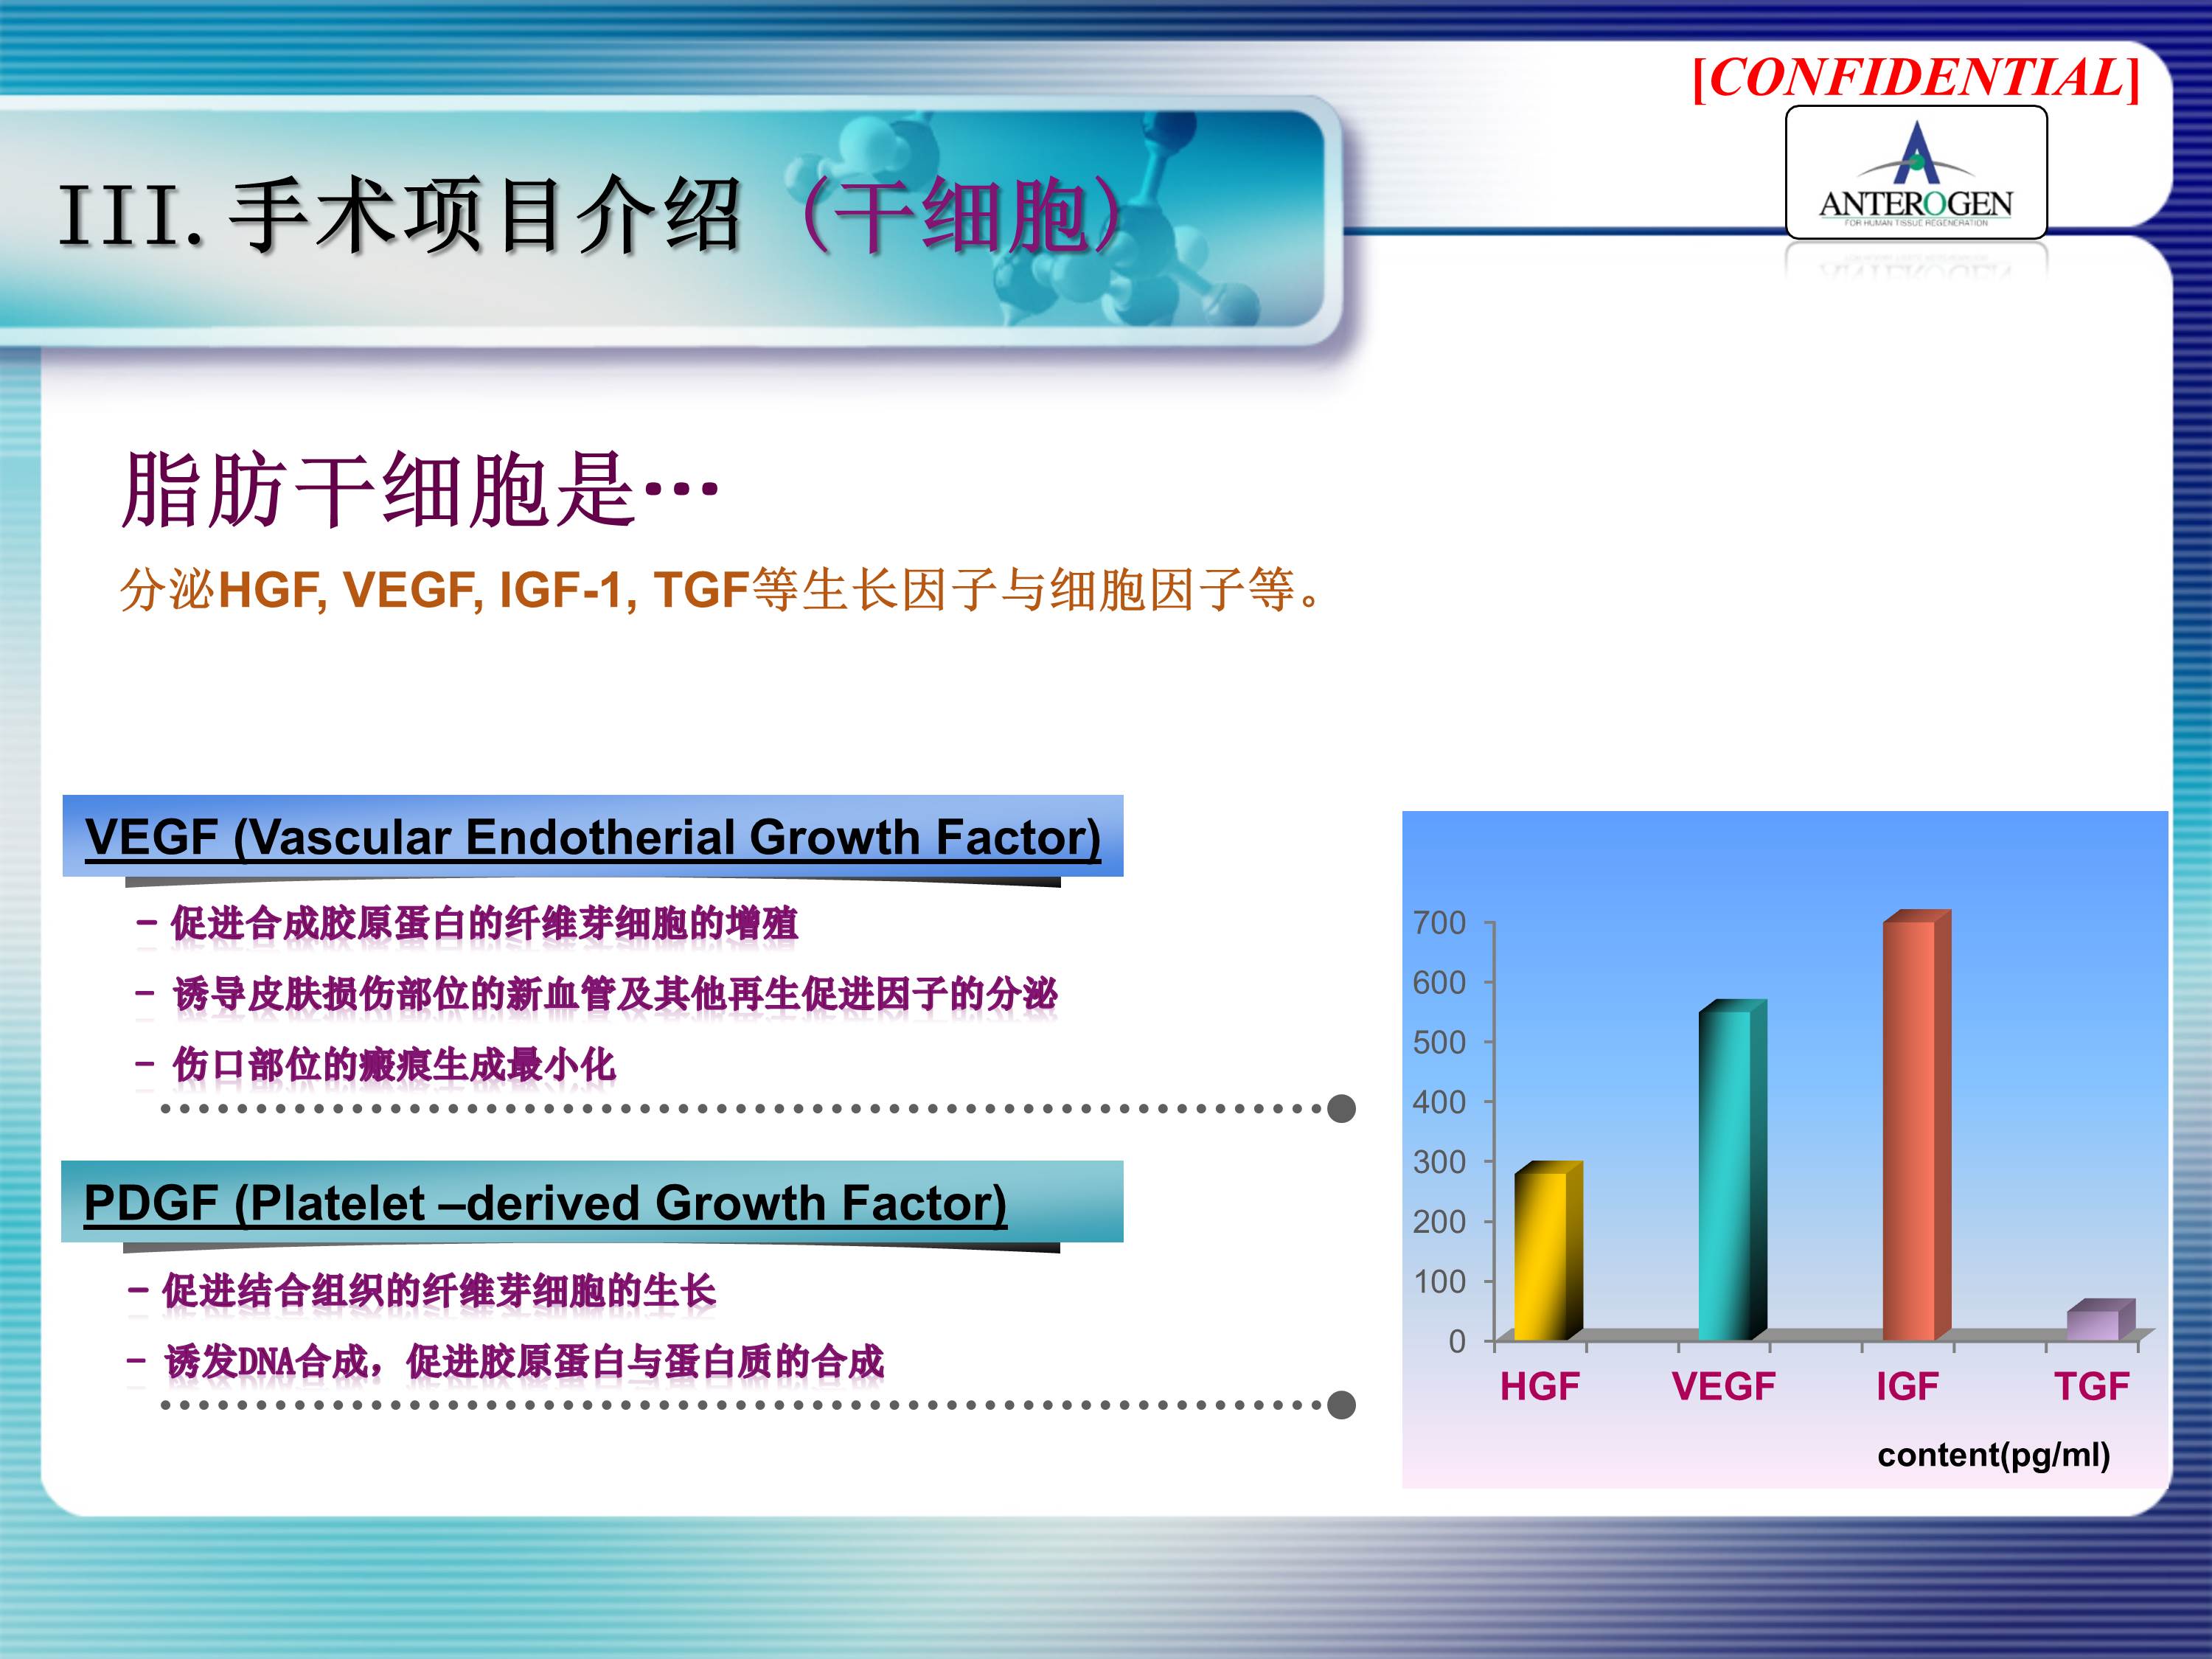 [CONFIDENTIAL]
ANTEROGEN
FOR HUMAN TISSUE REGENERATION
III.手术项目介绍 (干细胞)
脂肪干细胞是…
分泌HGF, VEGF, IGF-1, TGF等生长因子与细胞因子等。
VEGF (Vascular Endotherial Growth Factor)
– 促进合成胶原蛋白的纤维芽细胞的增殖
– 诱导皮肤损伤部位的新血管及其他再生促进因子的分泌
– 伤口部位的瘢痕生成最小化
PDGF (Platelet –derived Growth Factor)
– 促进结合组织的纤维芽细胞的生长
– 诱发DNA合成，促进胶原蛋白与蛋白质的合成
700
600
500
400
300
200
100
0
HGF VEGF IGF TGF
content(pg/ml)